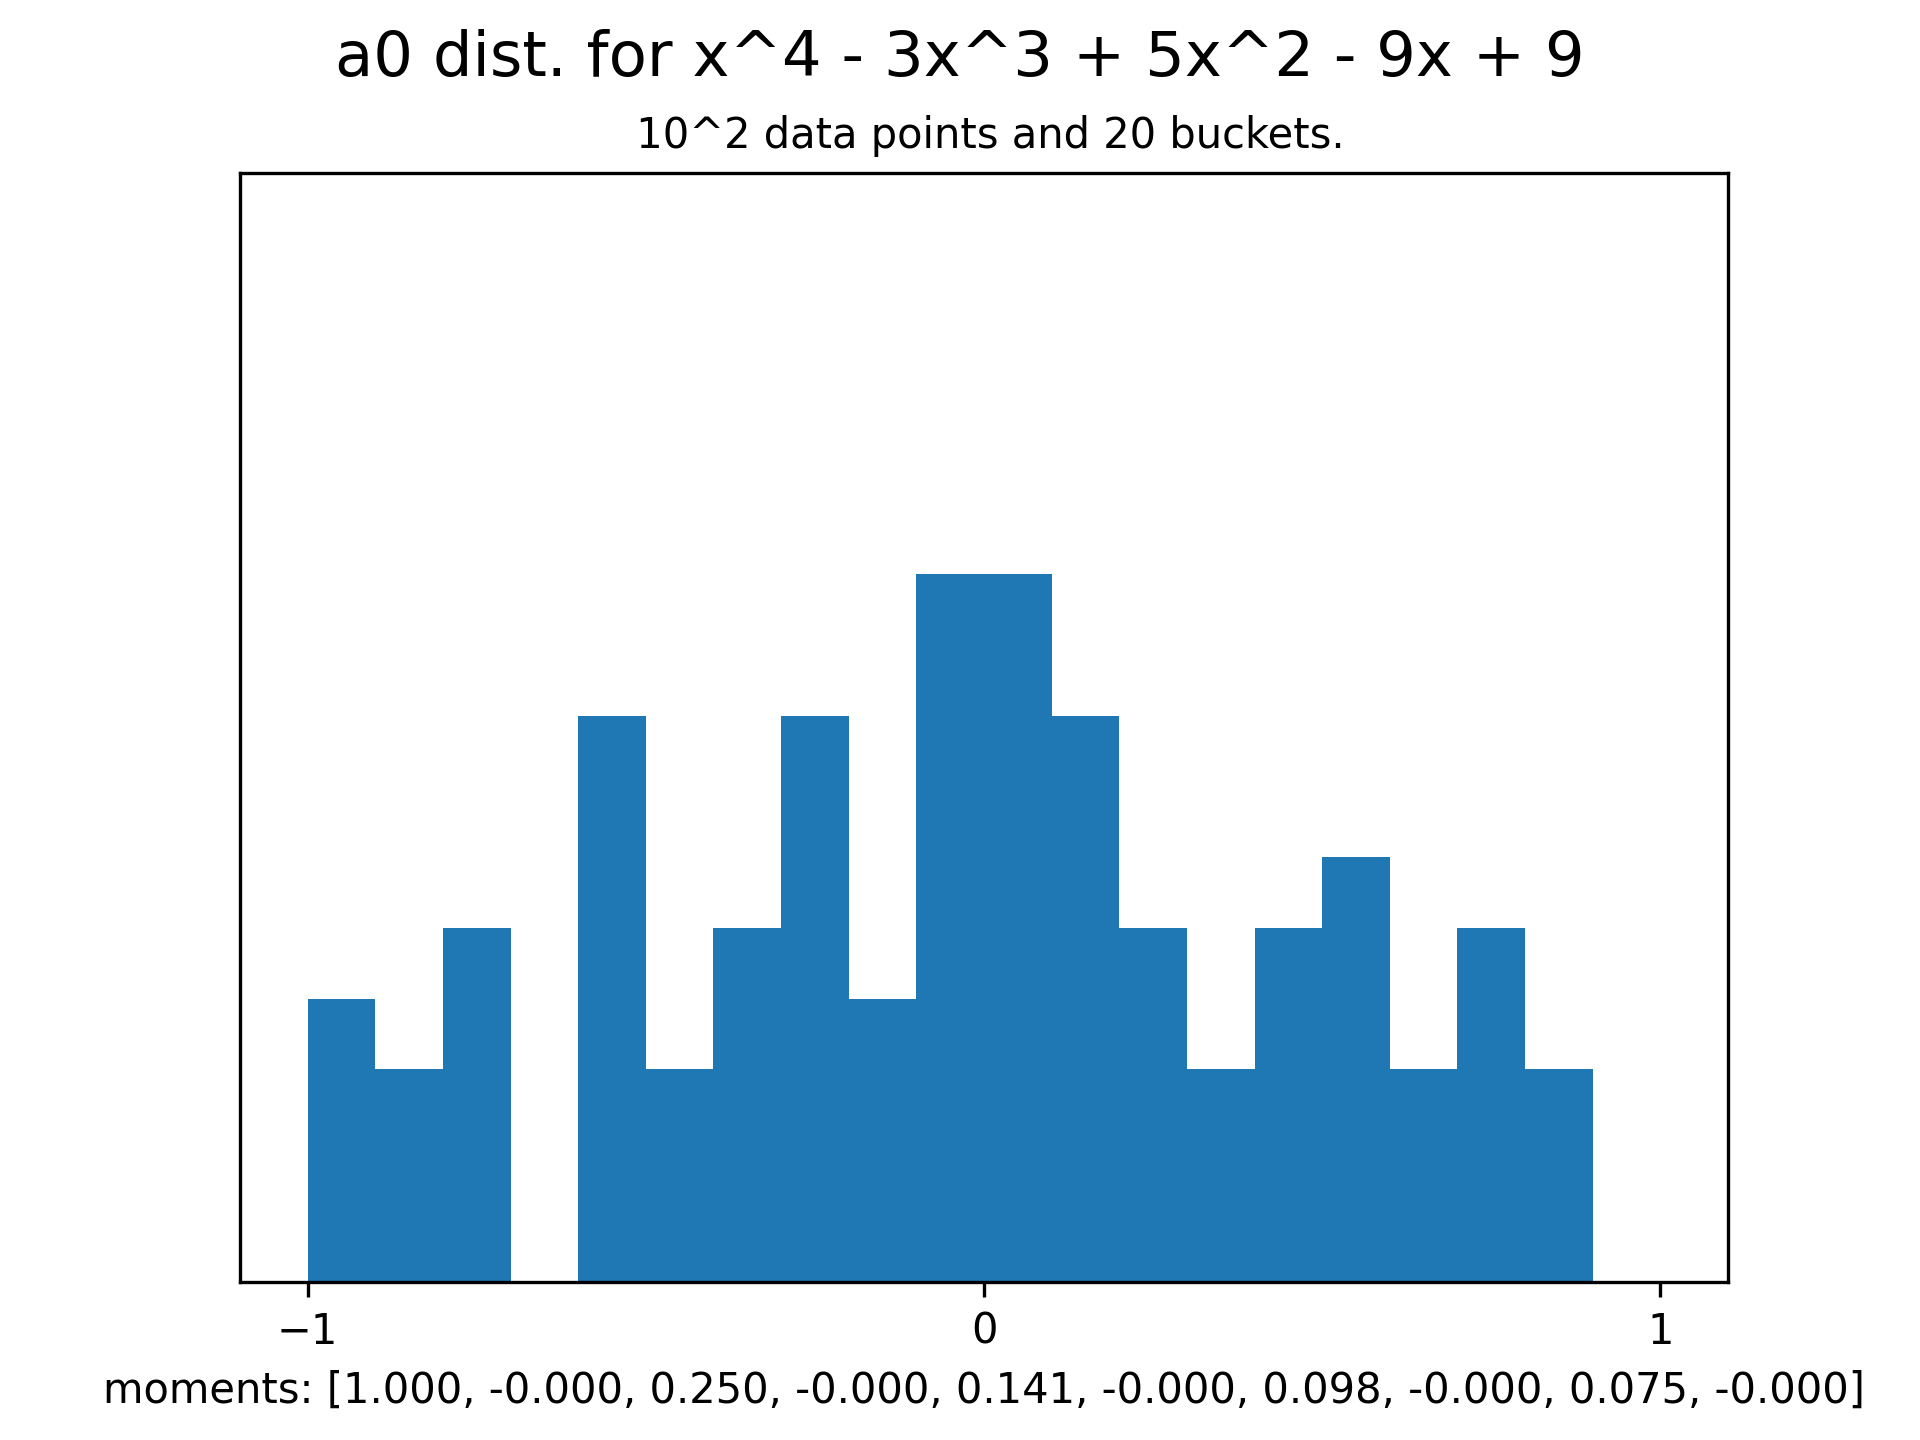 a0 dist. for x^4 - 3x^3 + 5x^2 - 9x + 9
10^2 data points and 20 buckets.
−1 0 1
moments: [1.000, -0.000, 0.250, -0.000, 0.141, -0.000, 0.098, -0.000, 0.075, -0.000]